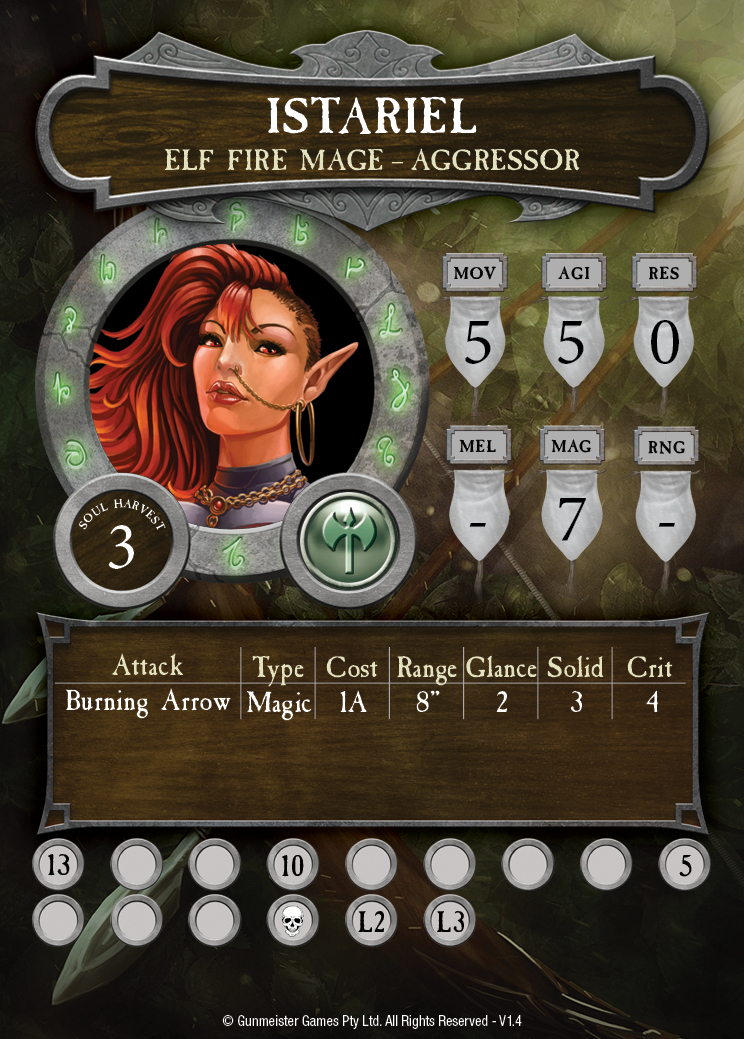 ISTARIEL
ELF FIRE MAGE – AGGRESSOR
MOV AGI RES
5 5 0
MEL MAG RNG
- 7 -
SOUL HARVEST
3
Attack Type Cost Range Glance Solid Crit
Burning Arrow Magic 1A 8” 2 3 4
13 10 5
L2 L3
© Gunmeister Games Pty Ltd. All Rights Reserved - V1.4